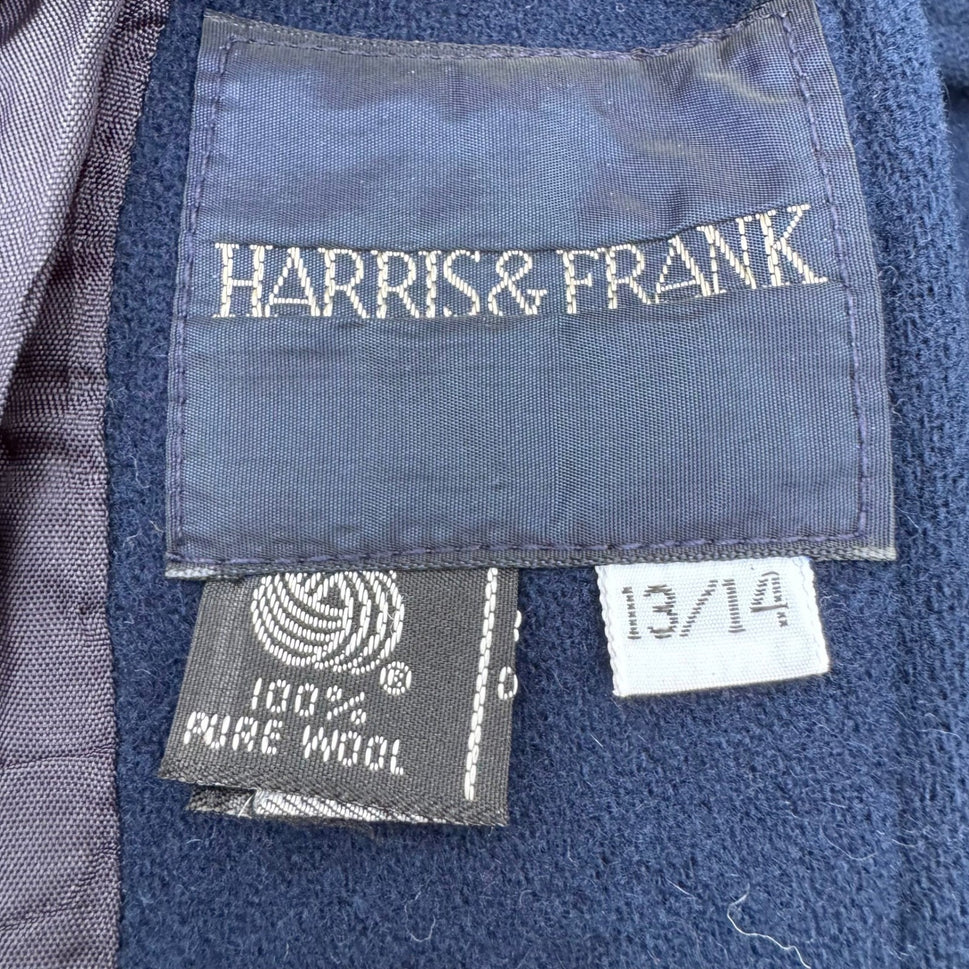 HARRIS & FRANK
13/14
®
100%
PURE WOOL